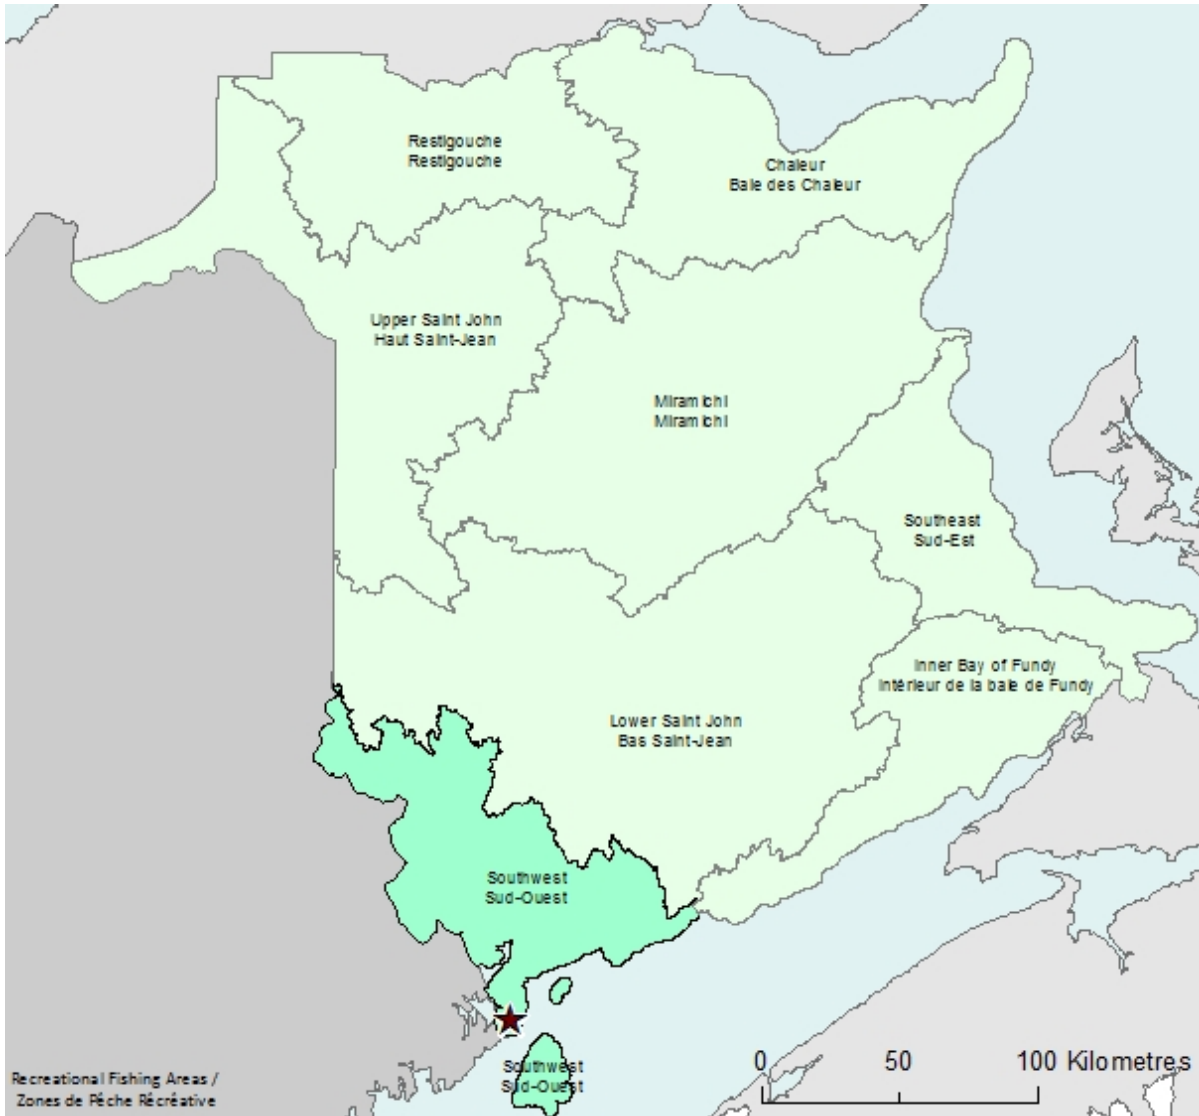 Restigouche
Restigouche
Chaleur
Baie des Chaleur
Upper Saint John
Haut Saint-Jean
Miramichi
Miramichi
Southeast
Sud-Est
Inner Bay of Fundy
Intérieur de la baie de Fundy
Lower Saint John
Bas Saint-Jean
Southwest
Sud-Ouest
Southwest
Sud-Ouest
0 50 100 Kilometres
Recreational Fishing Areas /
Zones de Pêche Récréative